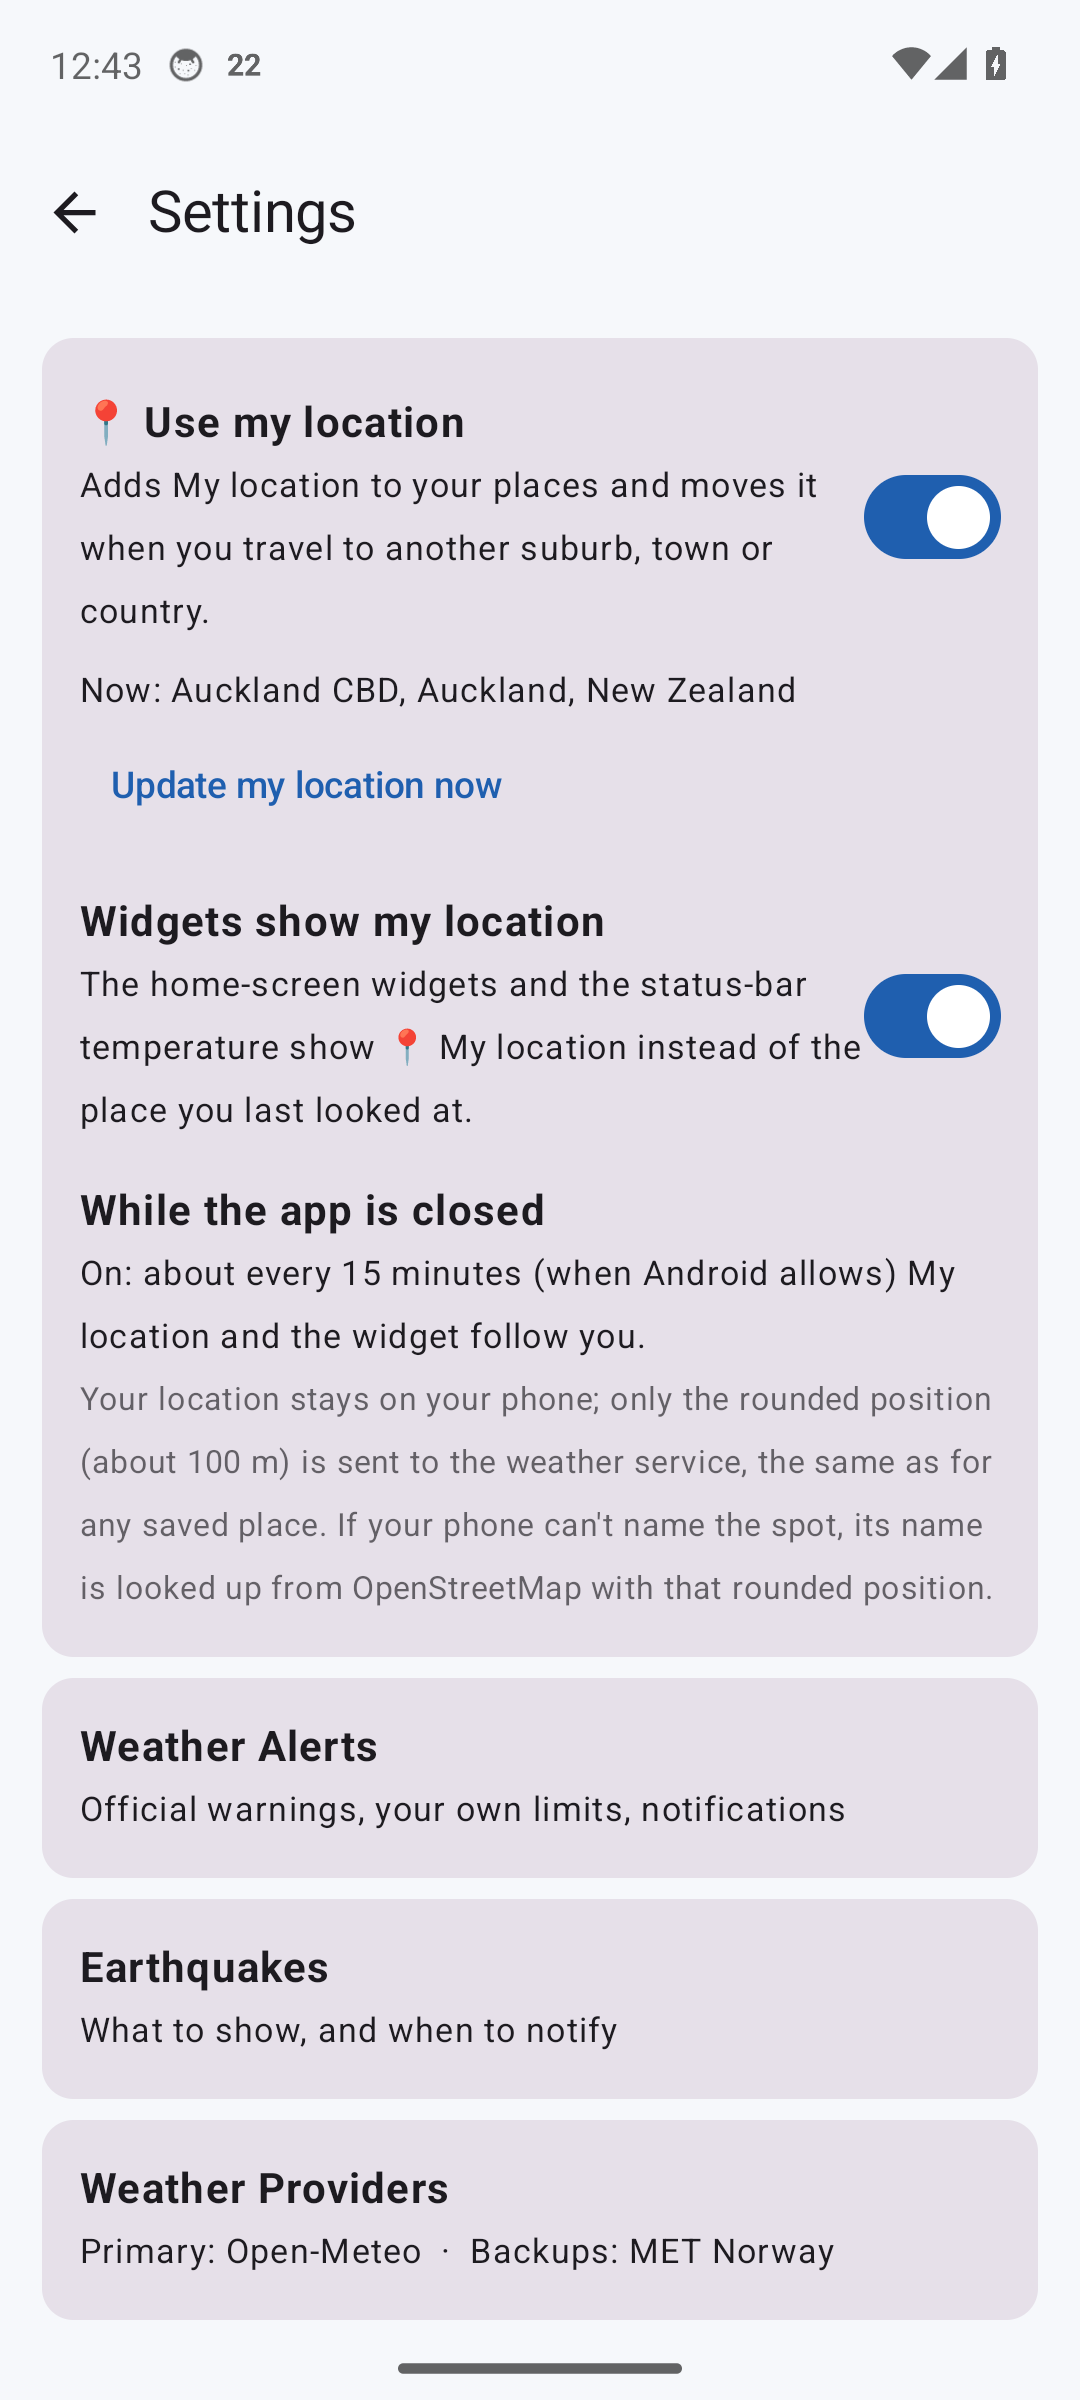 12:43 22
Settings
📍 Use my location
Adds My location to your places and moves it
when you travel to another suburb, town or
country.
Now: Auckland CBD, Auckland, New Zealand
Update my location now
Widgets show my location
The home-screen widgets and the status-bar
temperature show 📍 My location instead of the
place you last looked at.
While the app is closed
On: about every 15 minutes (when Android allows) My
location and the widget follow you.
Your location stays on your phone; only the rounded position
(about 100 m) is sent to the weather service, the same as for
any saved place. If your phone can't name the spot, its name
is looked up from OpenStreetMap with that rounded position.
Weather Alerts
Official warnings, your own limits, notifications
Earthquakes
What to show, and when to notify
Weather Providers
Primary: Open-Meteo · Backups: MET Norway